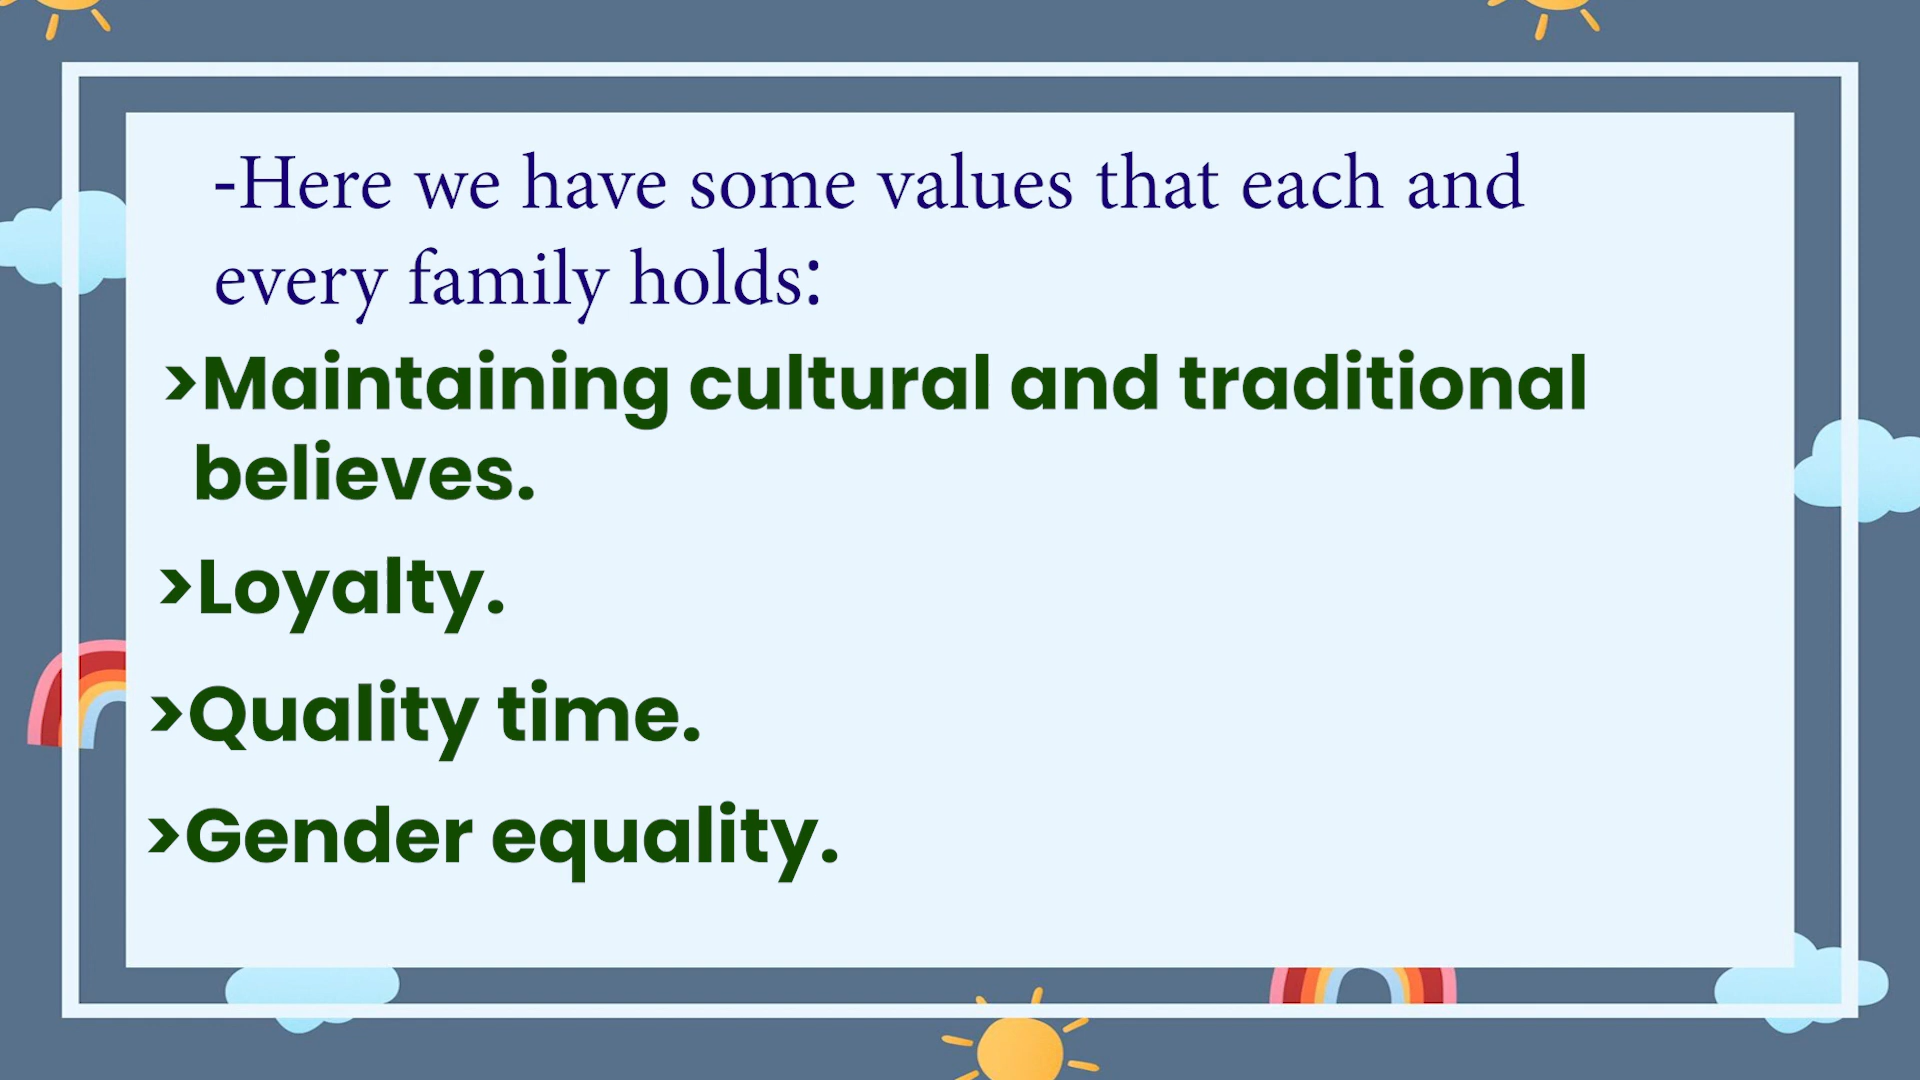 -Here we have some values that each and
every family holds:
>Maintaining cultural and traditional
believes.
>Loyalty.
>Quality time.
>Gender equality.